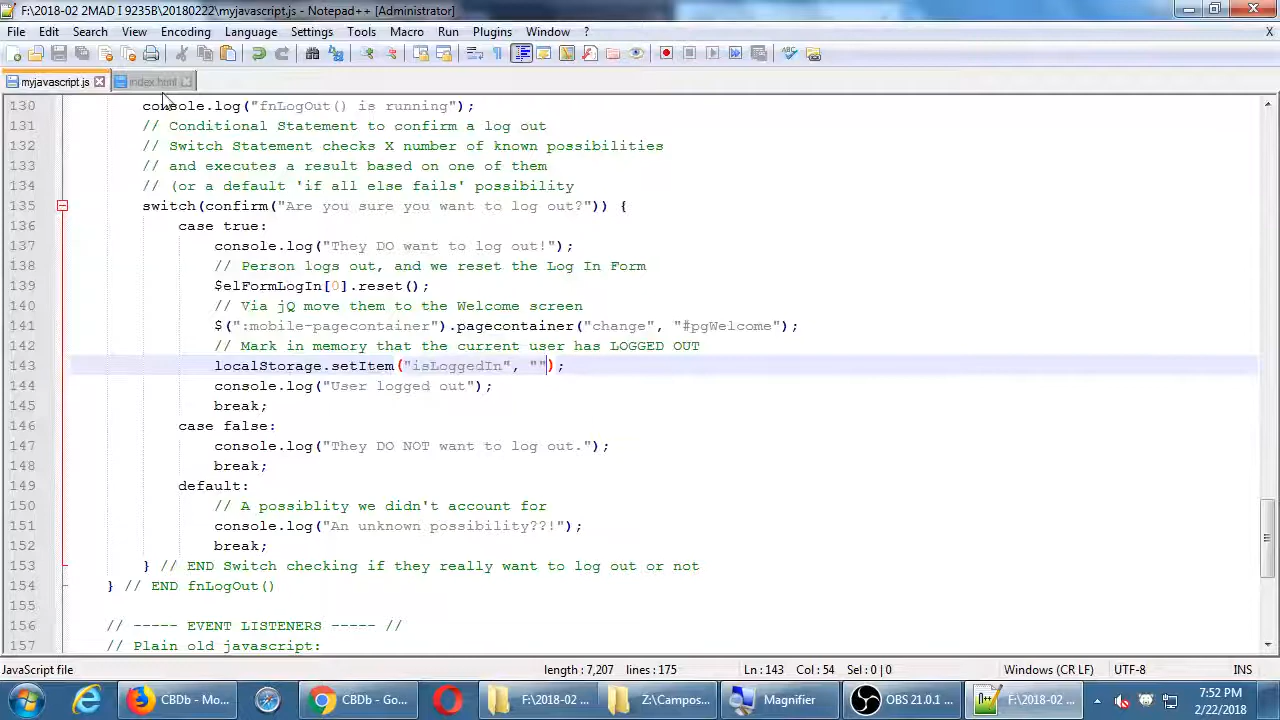 F:\2018-02 2MAD I 9235B\20180222\myjavascript.js - Notepad++ [Administrator]
File Edit Search View Encoding Language Settings Tools Macro Run Plugins Window ? X
myjavascript.js index.html
130 console.log("fnLogOut() is running");
131 // Conditional Statement to confirm a log out
132 // Switch Statement checks X number of known possibilities
133 // and executes a result based on one of them
134 // (or a default 'if all else fails' possibility
135 switch(confirm("Are you sure you want to log out?")) {
136 case true:
137 console.log("They DO want to log out!");
138 // Person logs out, and we reset the Log In Form
139 $elFormLogIn[0].reset();
140 // Via jQ move them to the Welcome screen
141 $(":mobile-pagecontainer").pagecontainer("change", "#pgWelcome");
142 // Mark in memory that the current user has LOGGED OUT
143 localStorage.setItem("isLoggedIn", "");
144 console.log("User logged out");
145 break;
146 case false:
147 console.log("They DO NOT want to log out.");
148 break;
149 default:
150 // A possiblity we didn't account for
151 console.log("An unknown possibility??!");
152 break;
153 } // END Switch checking if they really want to log out or not
154 } // END fnLogOut()
155
156 // ----- EVENT LISTENERS ----- //
157 // Plain old javascript:
JavaScript file length : 7,207 lines : 175 Ln : 143 Col : 54 Sel : 0 | 0 Windows (CR LF) UTF-8 INS
CBDb - Mo... CBDb - Go... F:\2018-02 ... Z:\Campos... Magnifier OBS 21.0.1 ... F:\2018-02 ... 7:52 PM
2/22/2018